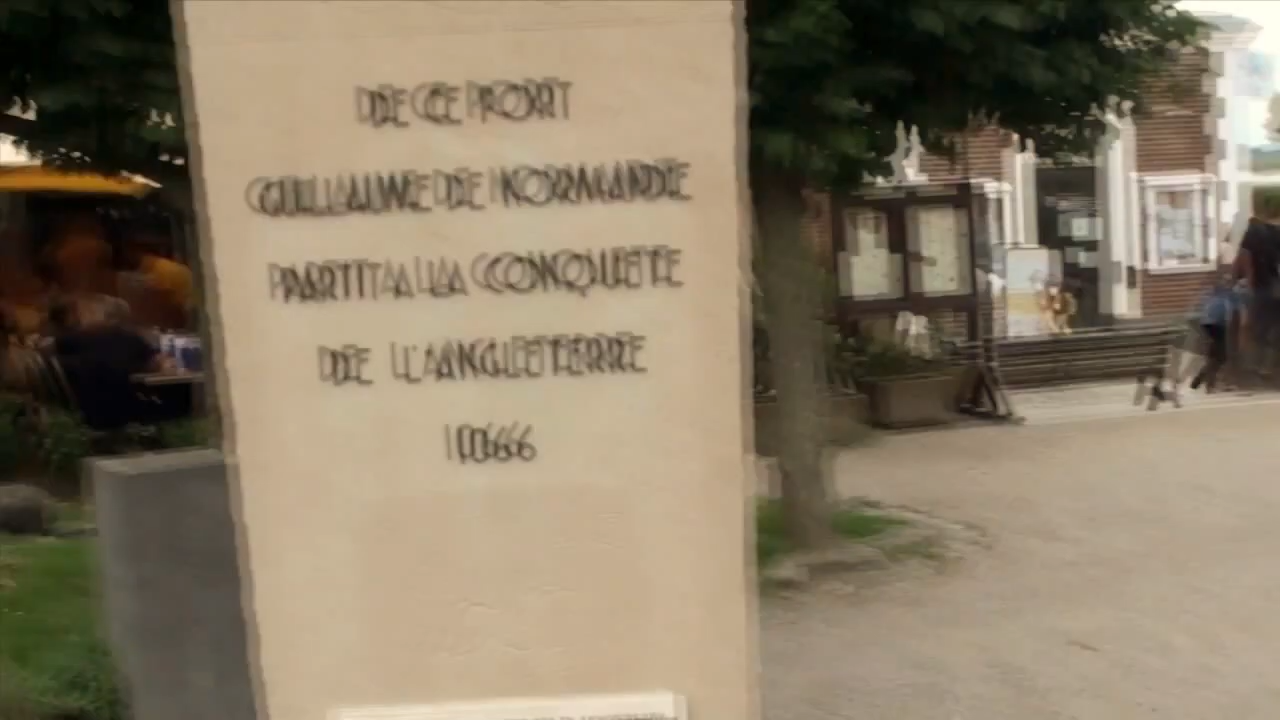 DE CE PORT
GUILLAUME DE NORMANDIE
PARTIT A LA CONQUETE
DE L'ANGLETERRE
1066